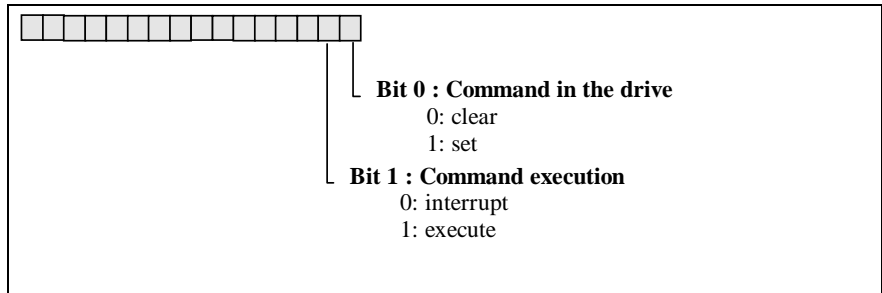 Bit 0 : Command in the drive
0: clear
1: set
Bit 1 : Command execution
0: interrupt
1: execute